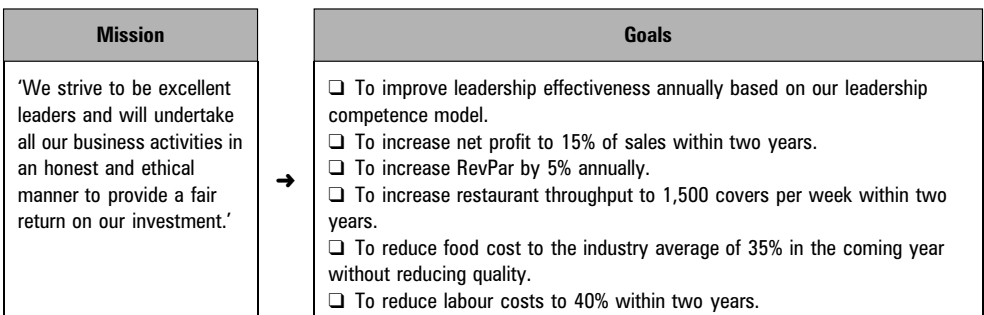 Mission
‘We strive to be excellent
leaders and will undertake
all our business activities in
an honest and ethical
manner to provide a fair
return on our investment.’
➜
Goals
❑ To improve leadership effectiveness annually based on our leadership
competence model.
❑ To increase net profit to 15% of sales within two years.
❑ To increase RevPar by 5% annually.
❑ To increase restaurant throughput to 1,500 covers per week within two
years.
❑ To reduce food cost to the industry average of 35% in the coming year
without reducing quality.
❑ To reduce labour costs to 40% within two years.